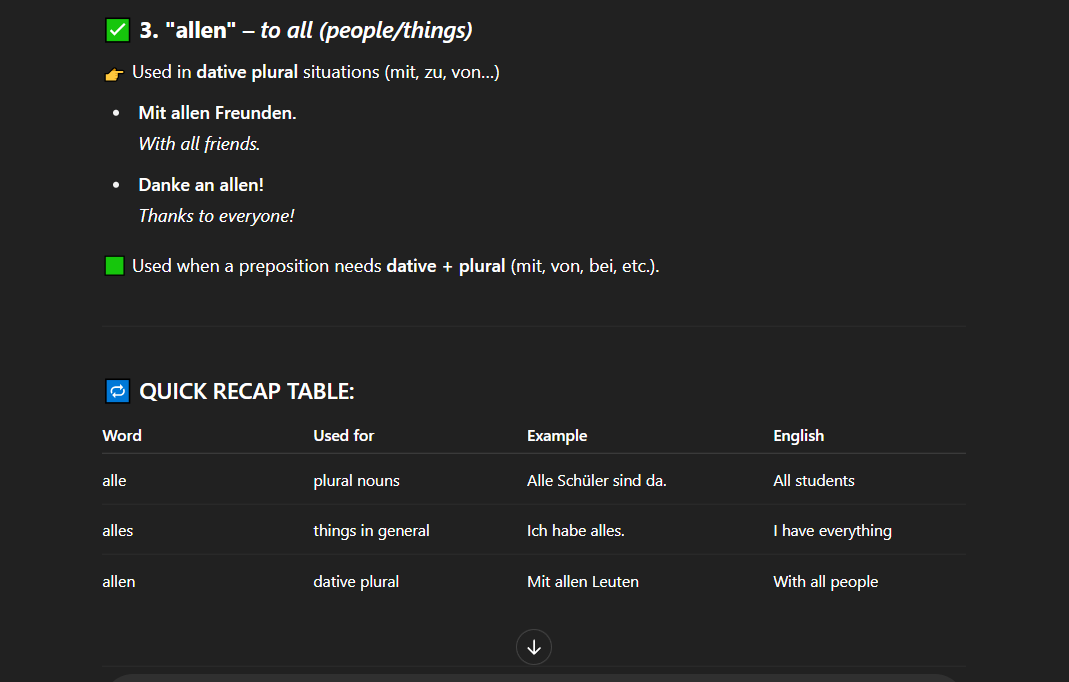 ✅ 3. "allen" – to all (people/things)
👉 Used in dative plural situations (mit, zu, von...)
• Mit allen Freunden.
With all friends.
• Danke an allen!
Thanks to everyone!
🟩 Used when a preposition needs dative + plural (mit, von, bei, etc.).
🔁 QUICK RECAP TABLE:
Word Used for Example English
alle plural nouns Alle Schüler sind da. All students
alles things in general Ich habe alles. I have everything
allen dative plural Mit allen Leuten With all people